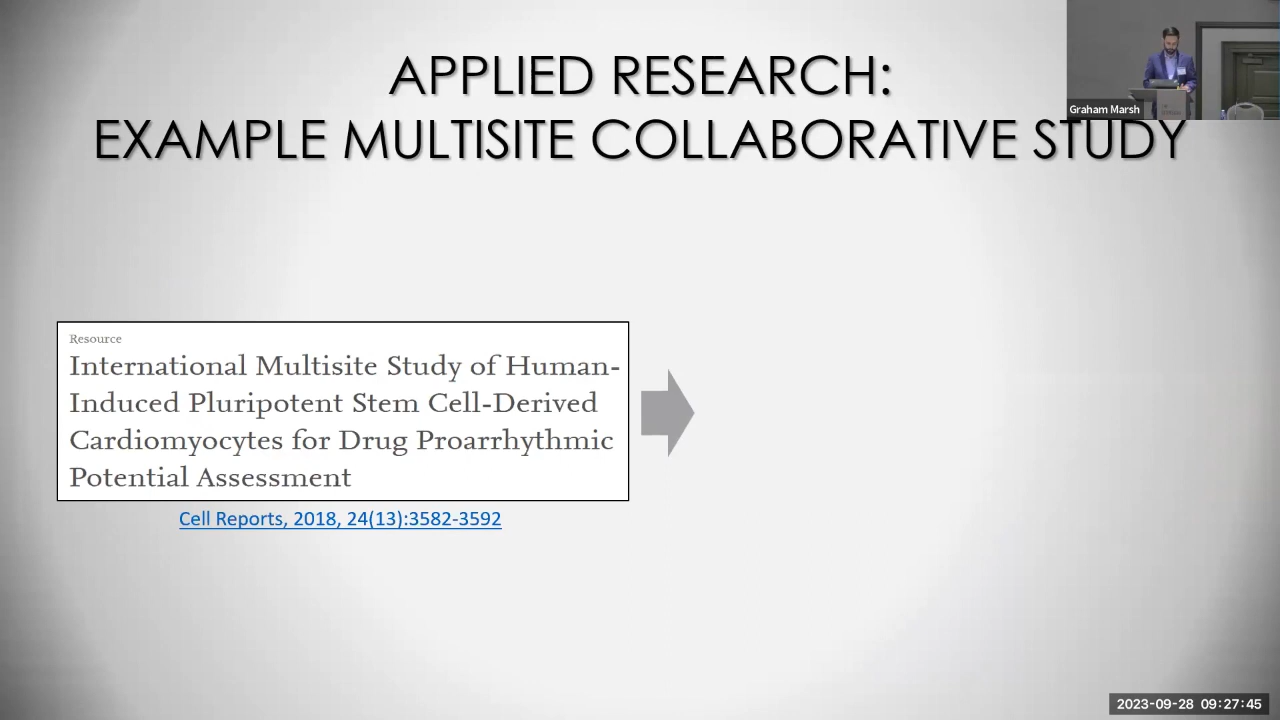 APPLIED RESEARCH:
EXAMPLE MULTISITE COLLABORATIVE STUDY
Graham Marsh
Resource
International Multisite Study of Human-
Induced Pluripotent Stem Cell-Derived
Cardiomyocytes for Drug Proarrhythmic
Potential Assessment
Cell Reports, 2018, 24(13):3582-3592
2023-09-28 09:27:45